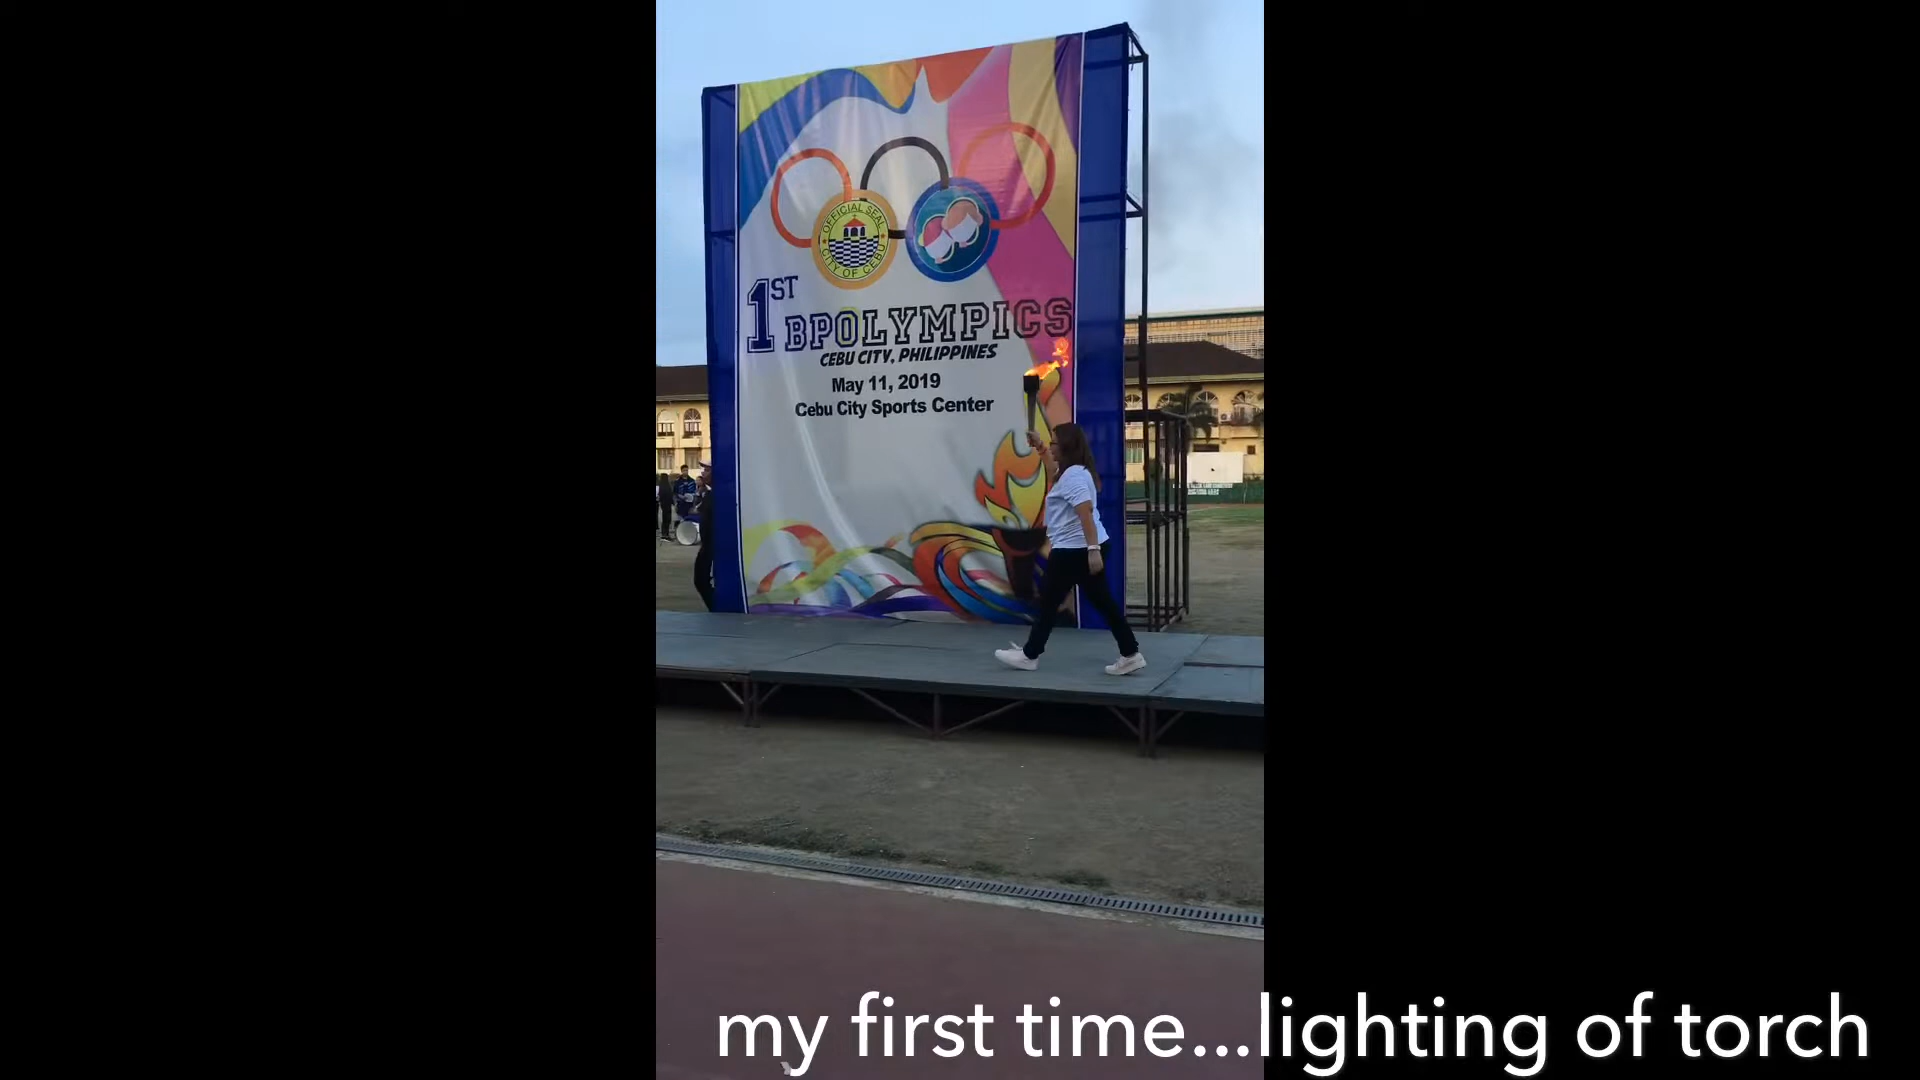 OFFICIAL SEAL
CITY OF CEBU
1ST
BPOLYMPICS
CEBU CITY, PHILIPPINES
May 11, 2019
Cebu City Sports Center
my first time...lighting of torch